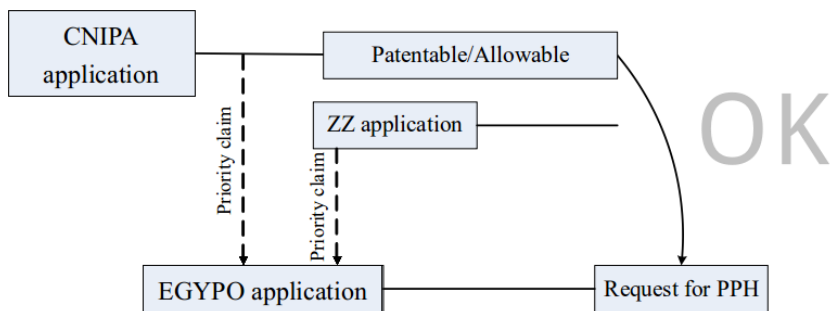 CNIPA
application
Patentable/Allowable
OK
ZZ application
Priority claim
Priority claim
EGYPO application
Request for PPH